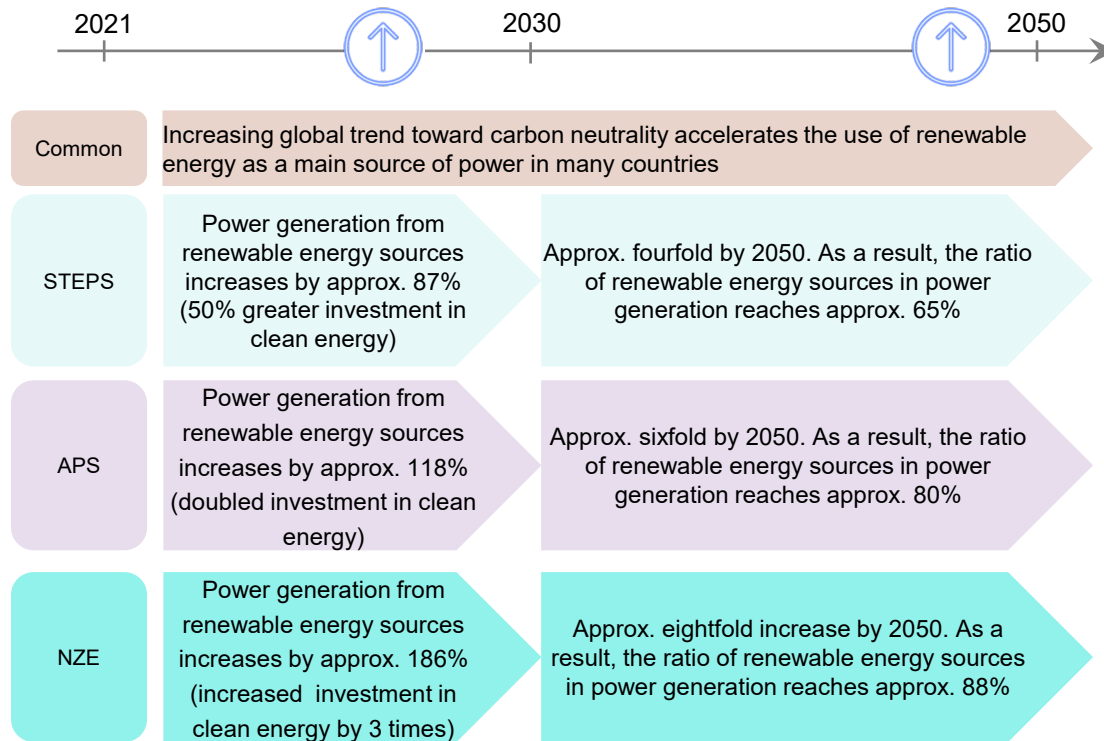 2021
2030
2050
Common
Increasing global trend toward carbon neutrality accelerates the use of renewable
energy as a main source of power in many countries
STEPS
Power generation from
renewable energy sources
increases by approx. 87%
(50% greater investment in
clean energy)
Approx. fourfold by 2050. As a result, the ratio
of renewable energy sources in power
generation reaches approx. 65%
APS
Power generation from
renewable energy sources
increases by approx. 118%
(doubled investment in clean
energy)
Approx. sixfold by 2050. As a result, the ratio
of renewable energy sources in power
generation reaches approx. 80%
NZE
Power generation from
renewable energy sources
increases by approx. 186%
(increased  investment in
clean energy by 3 times)
Approx. eightfold increase by 2050. As a
result, the ratio of renewable energy sources
in power generation reaches approx. 88%